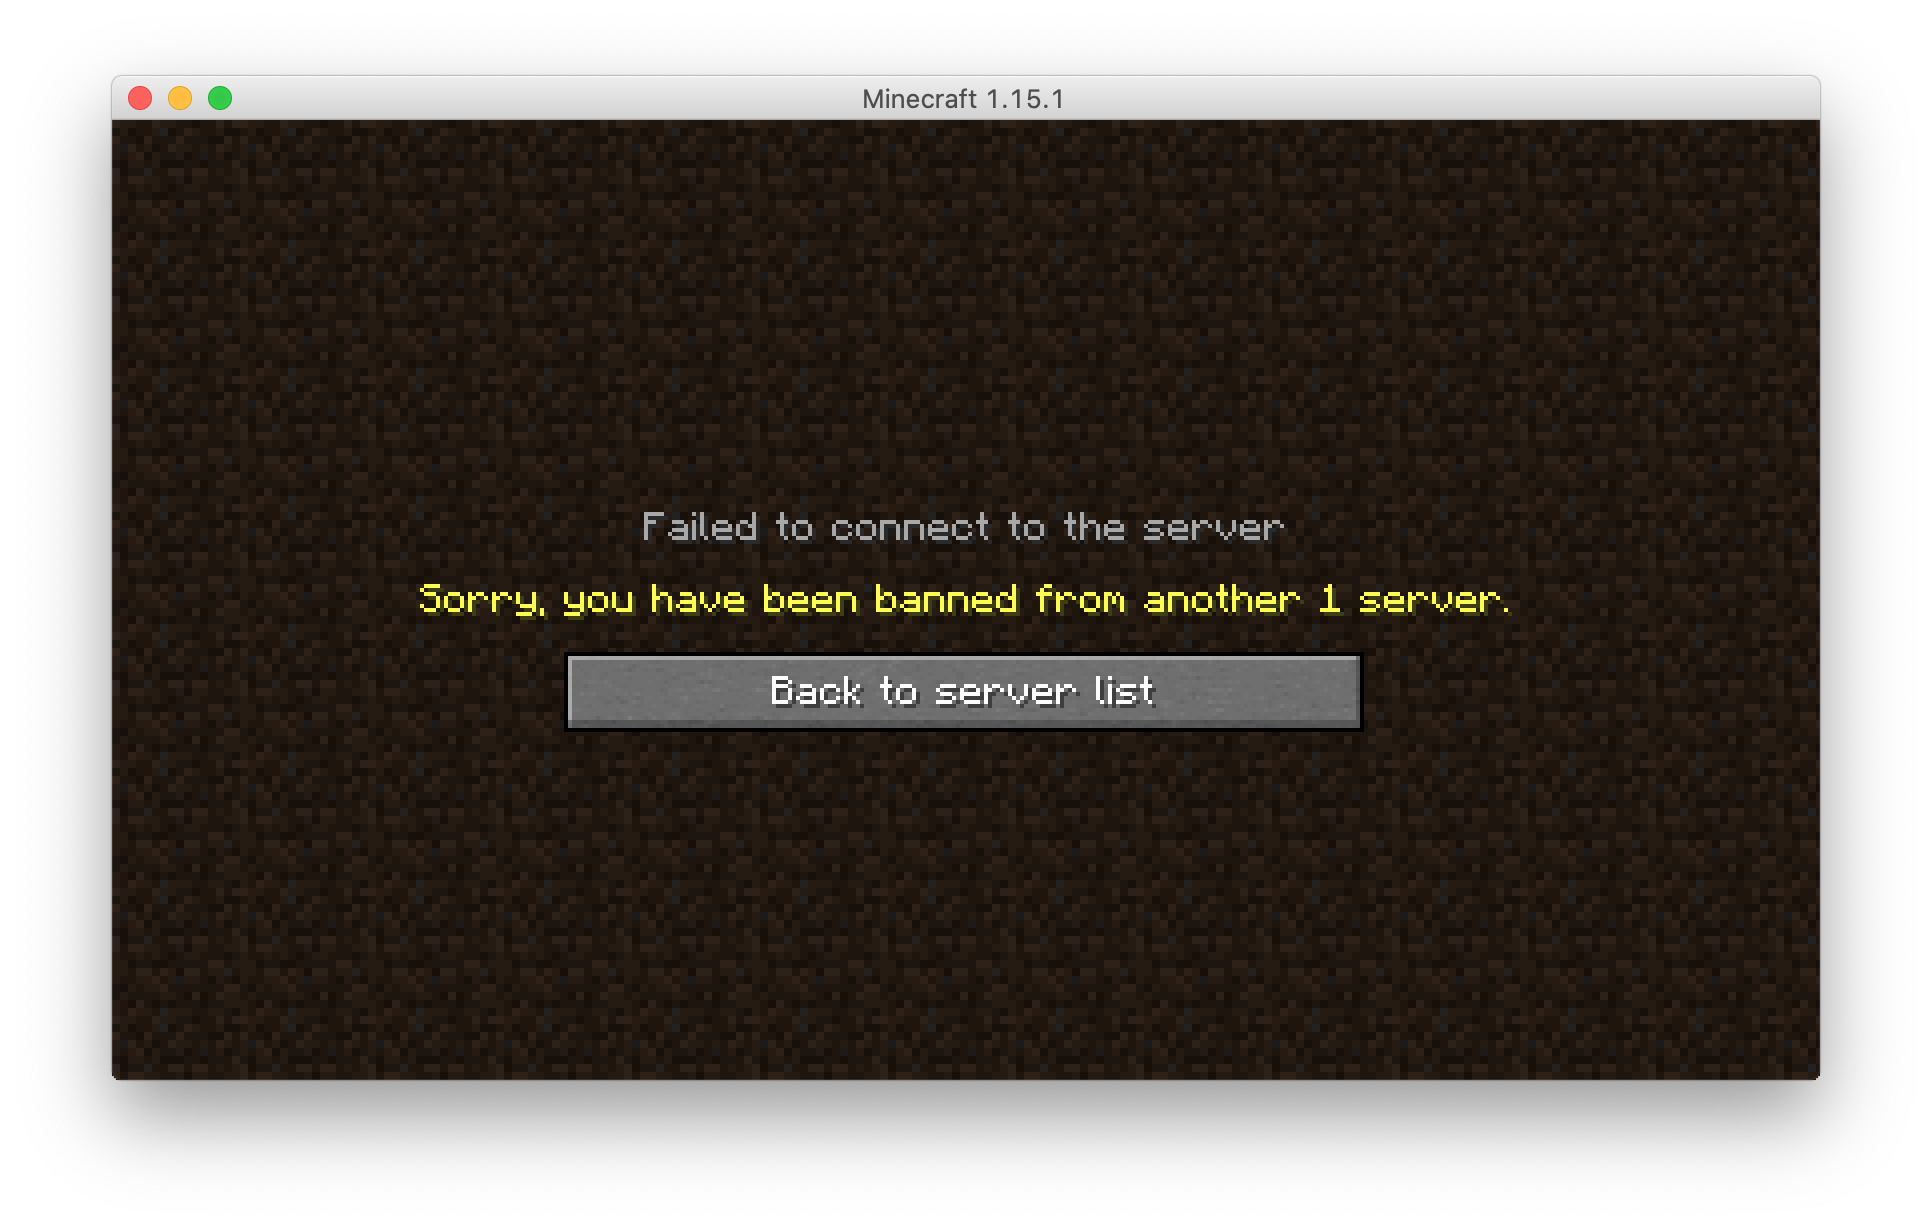 Minecraft 1.15.1
Failed to connect to the server
Sorry, you have been banned from another 1 server.
Back to server list